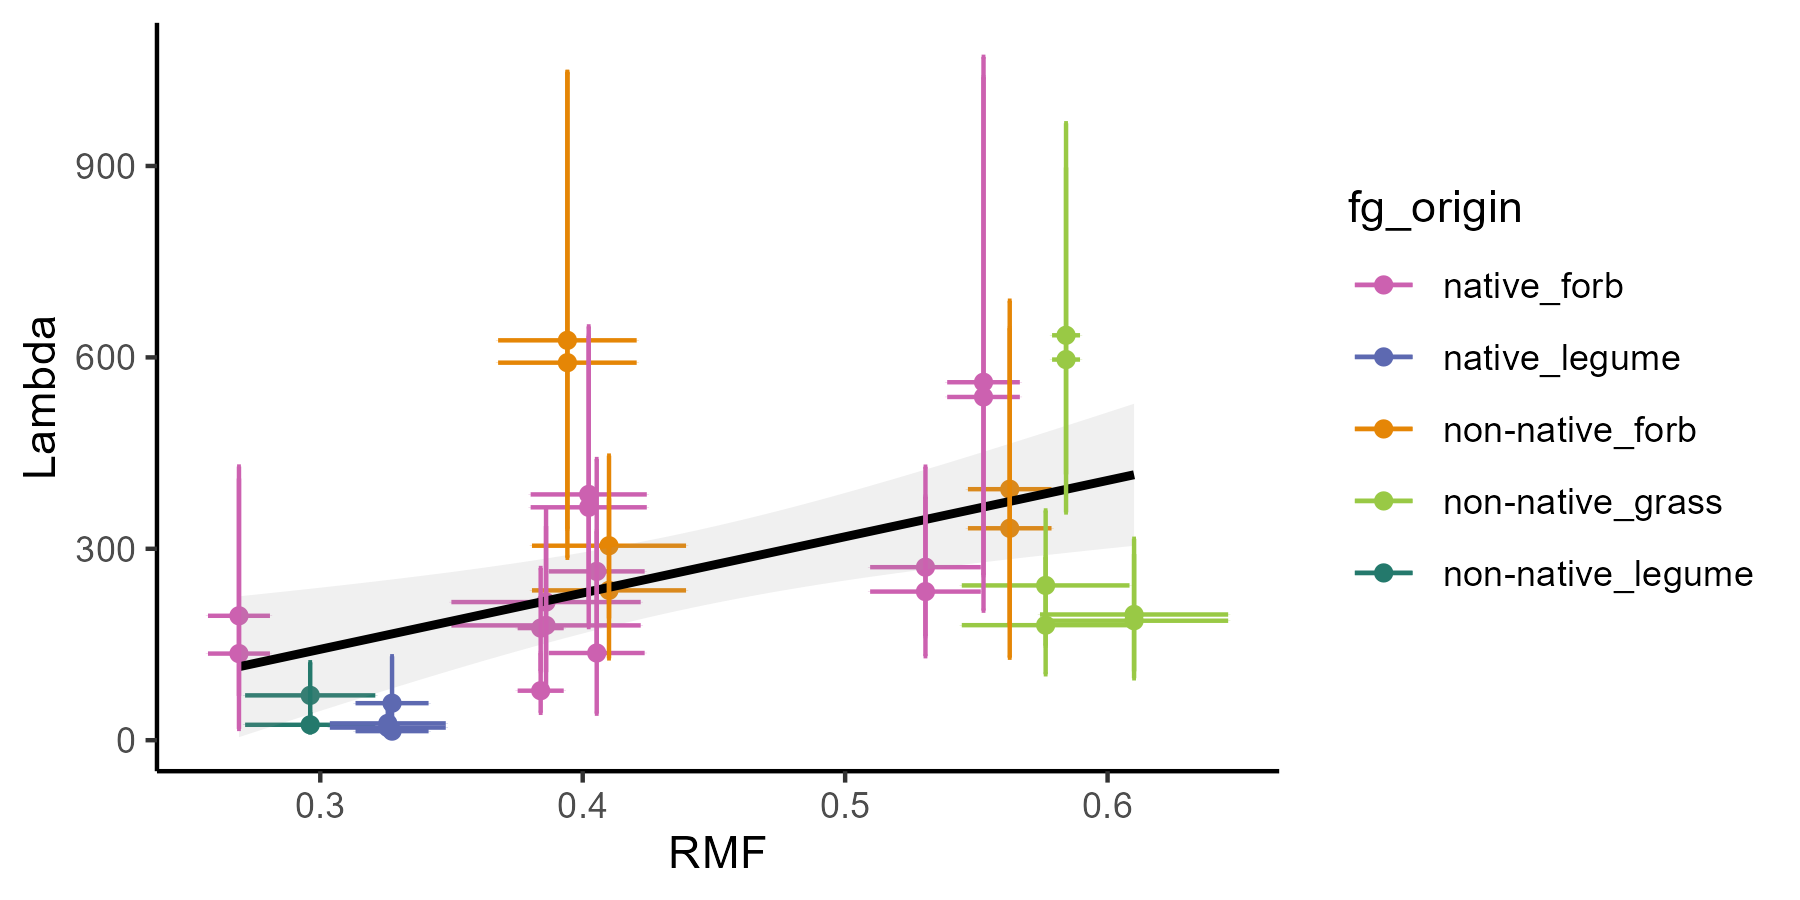 Lambda
900
600
300
0
0.3 0.4 0.5 0.6
RMF
fg_origin
native_forb
native_legume
non-native_forb
non-native_grass
non-native_legume